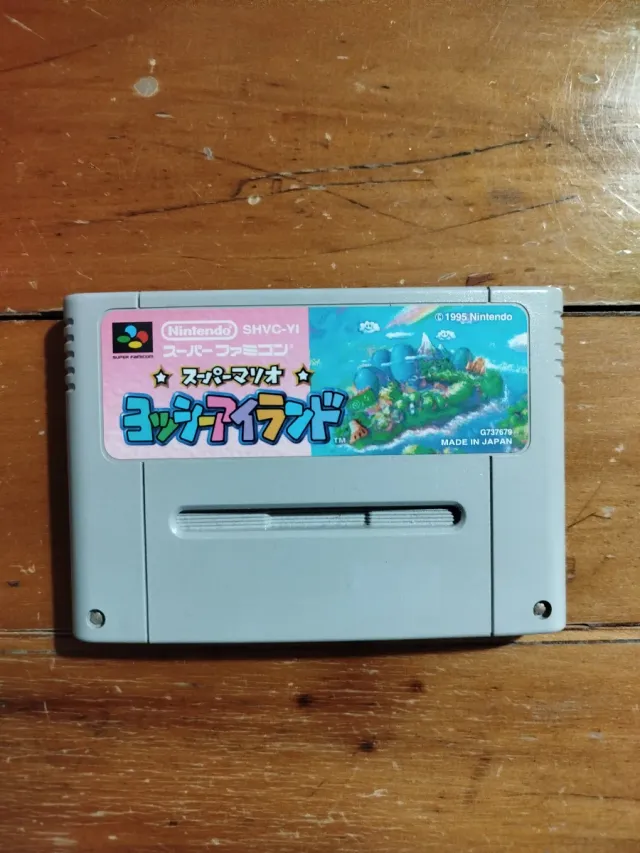 SUPER FAMICOM
Nintendo SHVC-YI
スーパーファミコン
スーパーマリオ
ヨッシーアイランド
TM
© 1995 Nintendo
G737679
MADE IN JAPAN